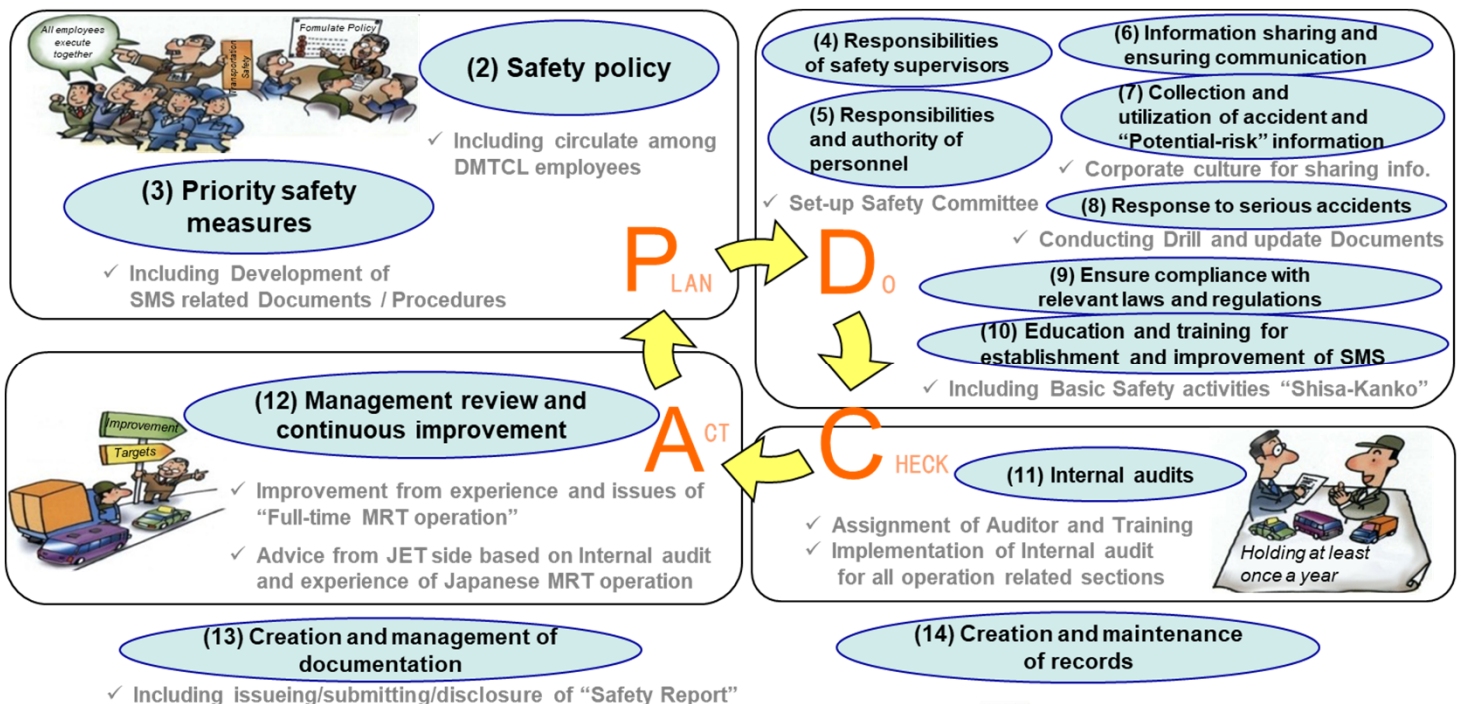 All employees
execute
together
Transportation
Safety
Fomulate Policy
(2) Safety policy
✓ Including circulate among
DMTCL employees
(3) Priority safety
measures
✓ Including Development of
SMS related Documents / Procedures
PLAN
(4) Responsibilities
of safety supervisors
(5) Responsibilities
and authority of
personnel
✓ Set-up Safety Committee
(6) Information sharing and
ensuring communication
(7) Collection and
utilization of accident and
“Potential-risk” information
✓ Corporate culture for sharing info.
(8) Response to serious accidents
✓ Conducting Drill and update Documents
DO
(9) Ensure compliance with
relevant laws and regulations
(10) Education and training for
establishment and improvement of SMS
✓ Including Basic Safety activities “Shisa-Kanko”
CHECK
(11) Internal audits
✓ Assignment of Auditor and Training
✓ Implementation of Internal audit
for all operation related sections
Holding at least
once a year
ACT
(12) Management review and
continuous improvement
Improvement
Targets
✓ Improvement from experience and issues of
“Full-time MRT operation”
✓ Advice from JET side based on Internal audit
and experience of Japanese MRT operation
(13) Creation and management of
documentation
✓ Including issueing/submitting/disclosure of “Safety Report”
(14) Creation and maintenance
of records